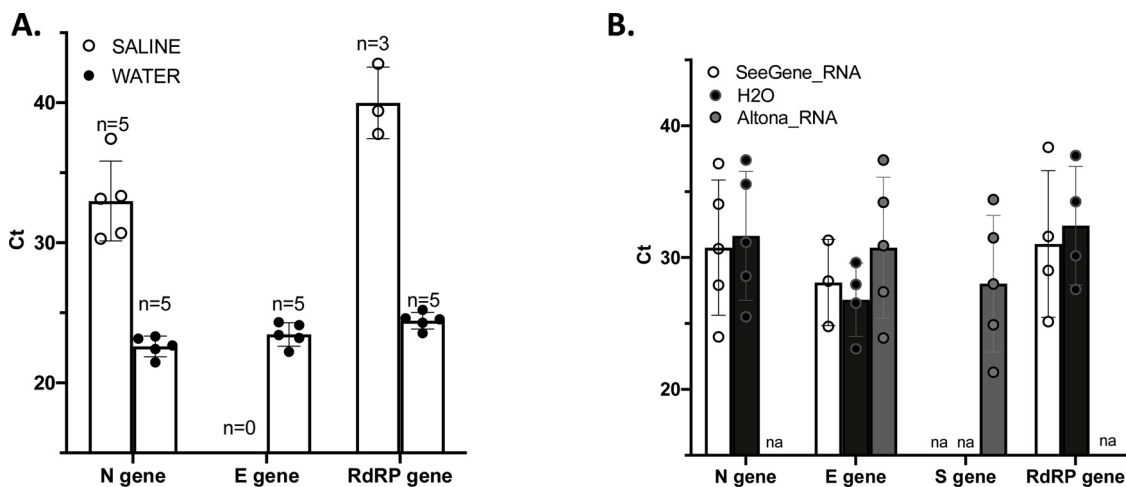 A.
SALINE
WATER
n=5
n=5
n=0
n=5
n=3
n=5
Ct
40
30
20
N gene
E gene
RdRP gene
B.
SeeGene_RNA
H2O
Altona_RNA
Ct
40
30
20
na
na
na
na
N gene
E gene
S gene
RdRP gene